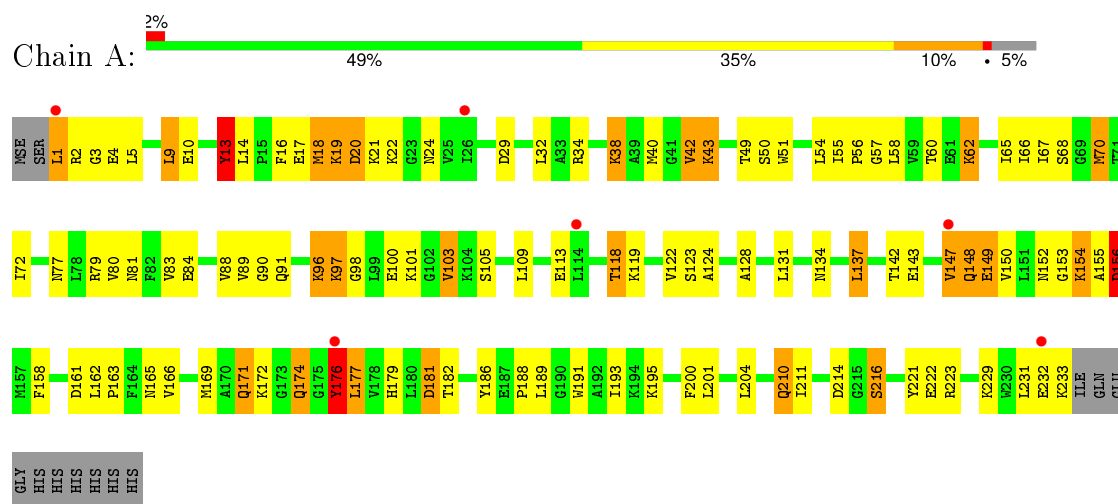 2%
Chain A:
49% 35% 10% • 5%
MSE SER L1 R2 G3 E4 L5 L9 E10 Y13 L14 P15 F16 E17 M18 K19 D20 K21 K22 G23 N24 V25 I26 D29 L32 A33 R34 K38 A39 M40 G41 V42 K43 T49 S50 W51 L54 I55 P56 G57 L58 V59 T60 E61 K62 I65 I66 I67 S68 G69 M70 T71
I72 N77 L78 R79 V80 N81 F82 V83 E84 V88 V89 G90 Q91 K96 K97 G98 L99 E100 K101 G102 V103 K104 S105 L109 E113 L114 T118 K119 V122 S123 A124 A128 L131 N134 L137 T142 E143 V147 Q148 E149 V150 L151 N152 G153 K154 A155 D156
M157 F158 D161 L162 P163 F164 N165 V166 M169 A170 Q171 K172 G173 Q174 G175 Y176 L177 V178 H179 L180 D181 T182 Y186 E187 P188 L189 G190 W191 A192 I193 K194 K195 F200 L201 L204 Q210 I211 D214 G215 S216 Y221 E222 R223 K229 W230 L231 E232 K233 ILE GLN GLU
GLY HIS HIS HIS HIS HIS HIS